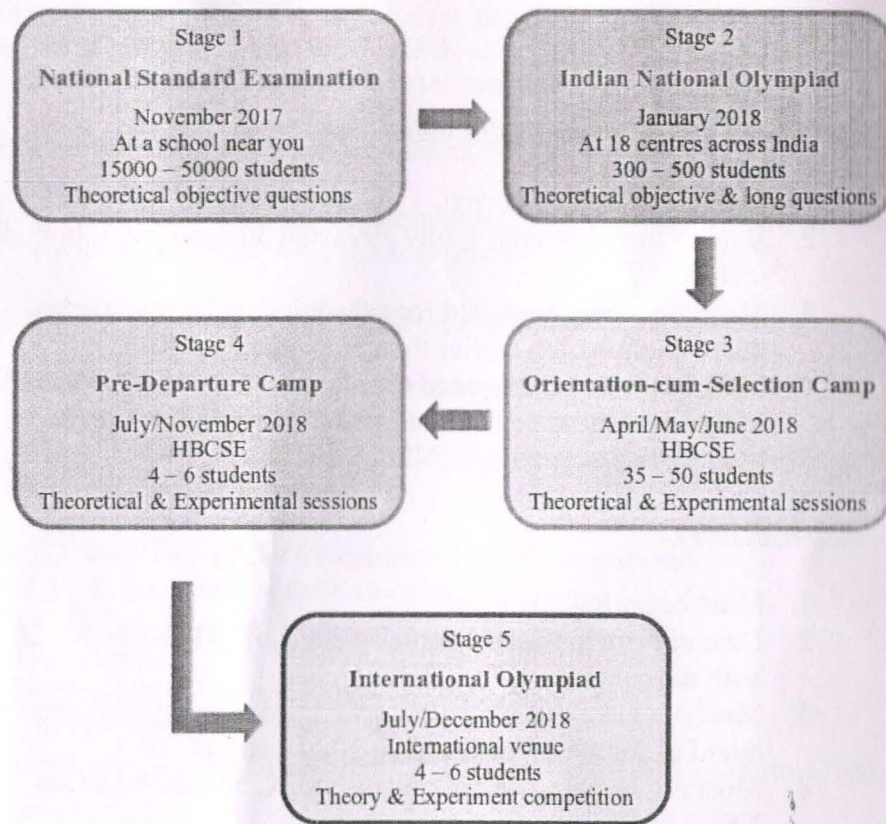 Stage 1
National Standard Examination
November 2017
At a school near you
15000 – 50000 students
Theoretical objective questions
Stage 2
Indian National Olympiad
January 2018
At 18 centres across India
300 – 500 students
Theoretical objective & long questions
Stage 3
Orientation-cum-Selection Camp
April/May/June 2018
HBCSE
35 – 50 students
Theoretical & Experimental sessions
Stage 4
Pre-Departure Camp
July/November 2018
HBCSE
4 – 6 students
Theoretical & Experimental sessions
Stage 5
International Olympiad
July/December 2018
International venue
4 – 6 students
Theory & Experiment competition